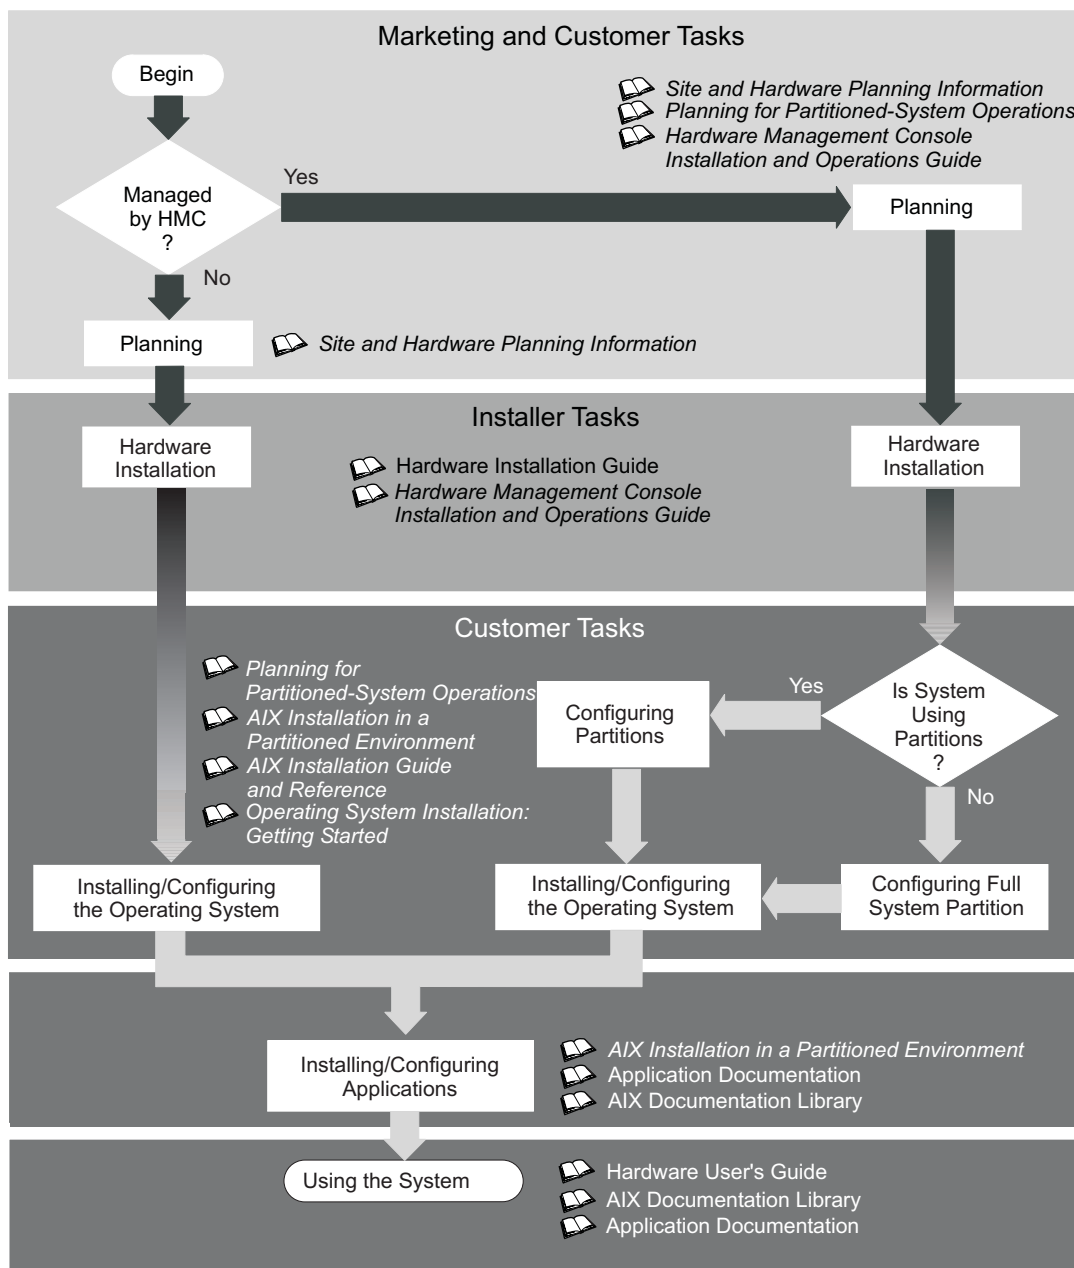 Marketing and Customer Tasks
Begin
Site and Hardware Planning Information
Planning for Partitioned-System Operations
Hardware Management Console
Installation and Operations Guide
Managed
by HMC
?
Yes
Planning
No
Planning
Site and Hardware Planning Information
Installer Tasks
Hardware
Installation
Hardware Installation Guide
Hardware Management Console
Installation and Operations Guide
Hardware
Installation
Customer Tasks
Planning for
Partitioned-System Operations
AIX Installation in a
Partitioned Environment
AIX Installation Guide
and Reference
Operating System Installation:
Getting Started
Configuring
Partitions
Yes
Is System
Using
Partitions
?
No
Installing/Configuring
the Operating System
Installing/Configuring
the Operating System
Configuring Full
System Partition
Installing/Configuring
Applications
AIX Installation in a Partitioned Environment
Application Documentation
AIX Documentation Library
Using the System
Hardware User's Guide
AIX Documentation Library
Application Documentation